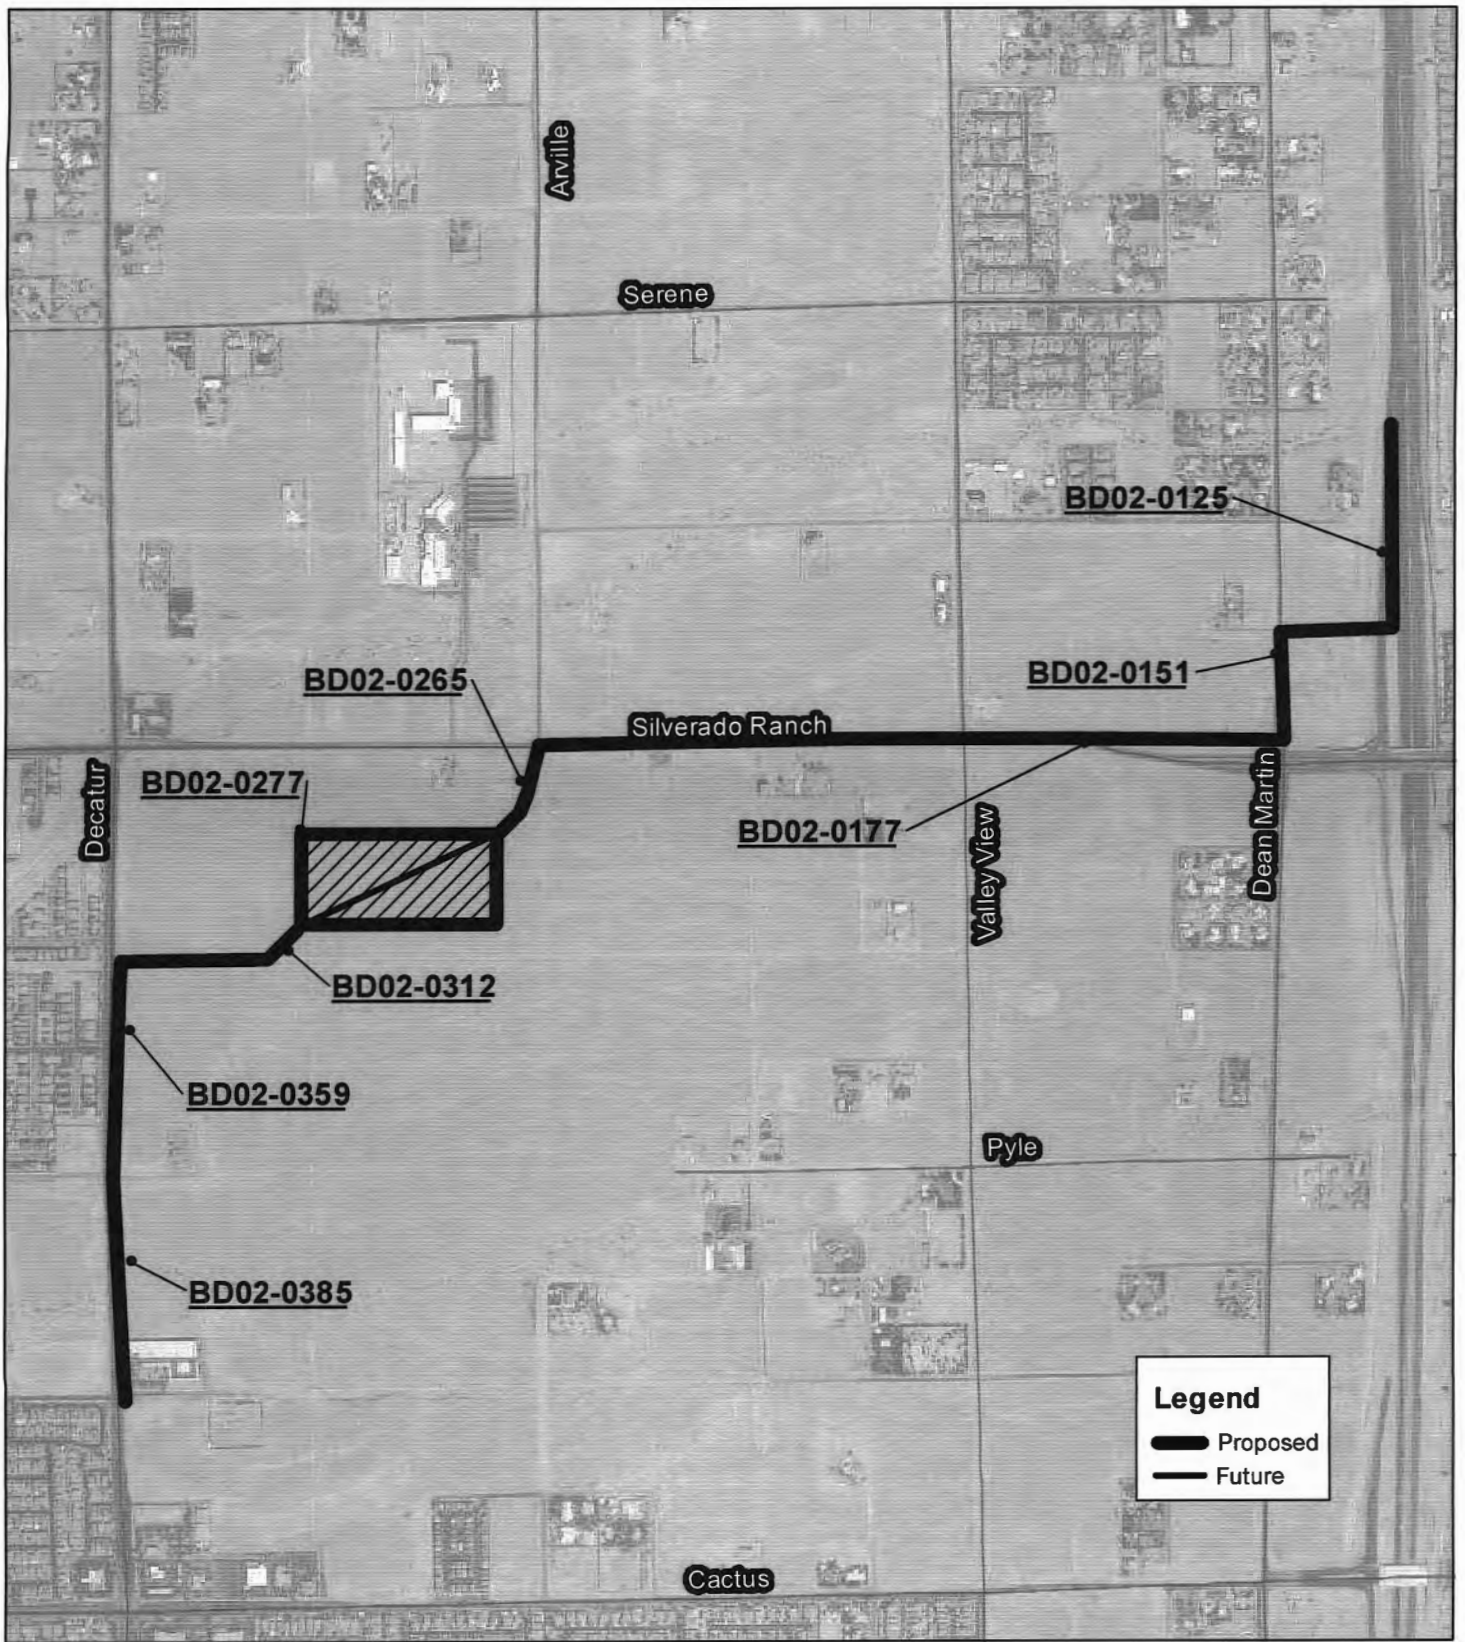 Arville
Serene
BD02-0125
BD02-0265
BD02-0151
Silverado Ranch
Decatur
BD02-0277
BD02-0177
Valley View
Dean Martin
BD02-0312
BD02-0359
Pyle
BD02-0385
Legend
Proposed
Future
Cactus